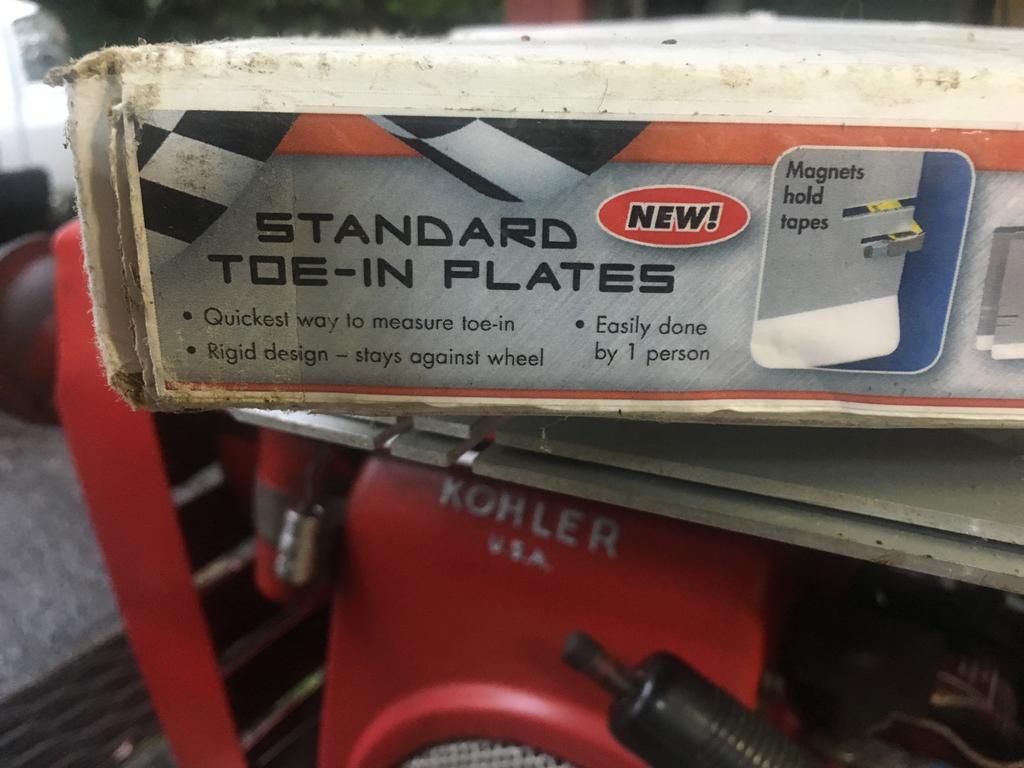 STANDARD
TOE-IN PLATES
NEW!
• Quickest way to measure toe-in
• Rigid design – stays against wheel
• Easily done
by 1 person
Magnets
hold
tapes
KOHLER
U.S.A.